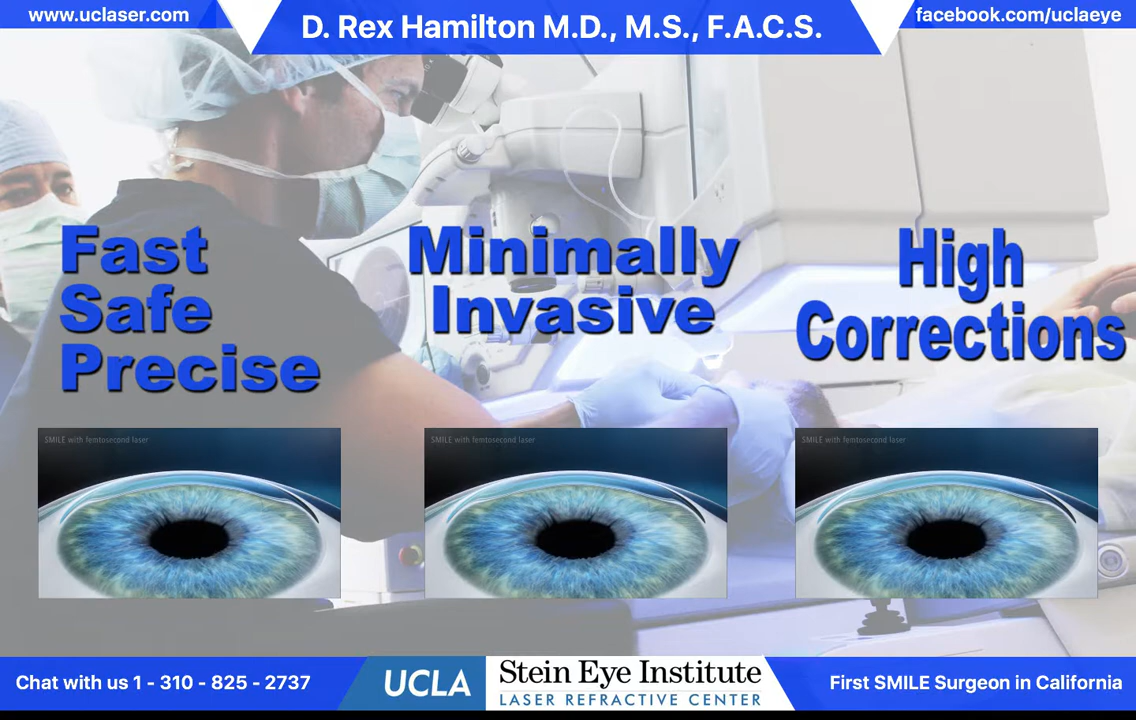 www.uclaser.com
D. Rex Hamilton M.D., M.S., F.A.C.S.
facebook.com/uclaeye
Fast
Safe
Precise
Minimally
Invasive
High
Corrections
SMILE with femtosecond laser
SMILE with femtosecond laser
SMILE with femtosecond laser
Chat with us 1 - 310 - 825 - 2737
UCLA
Stein Eye Institute
LASER REFRACTIVE CENTER
First SMILE Surgeon in California